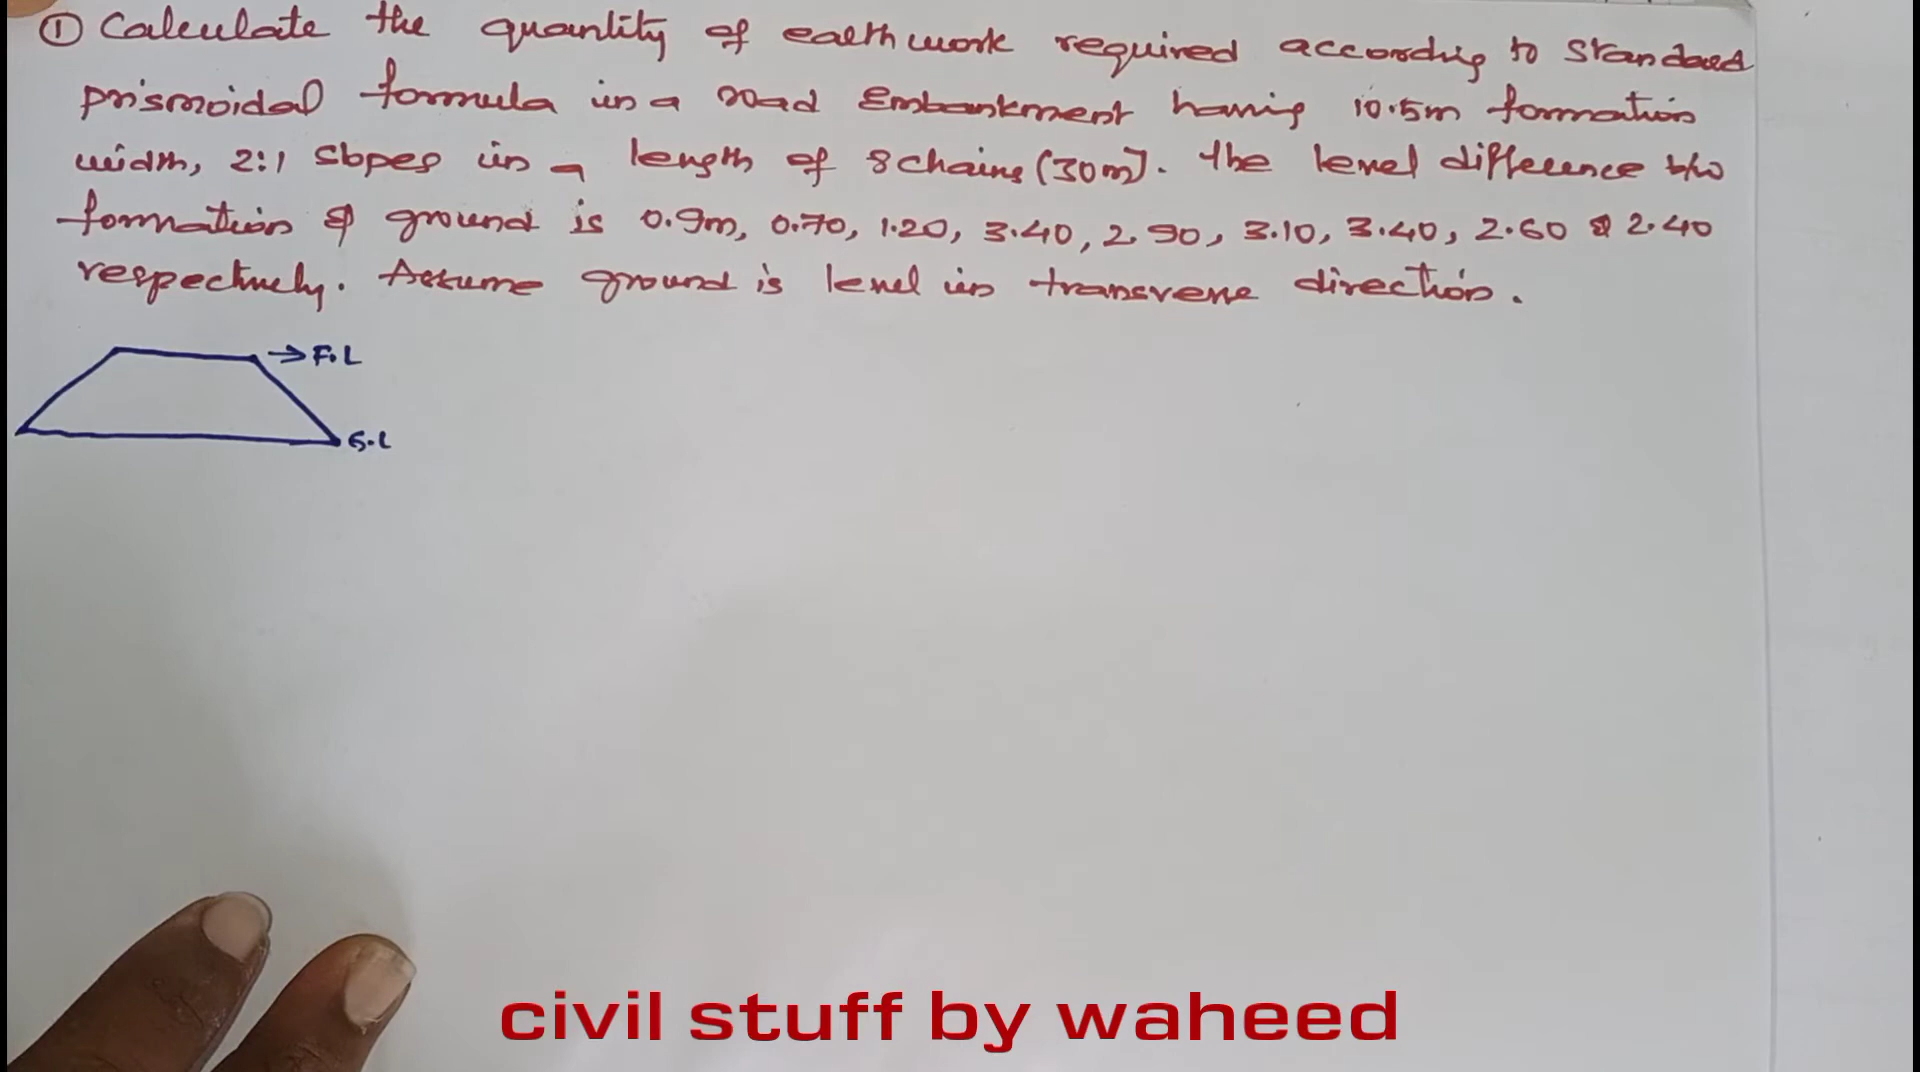 ① Calculate the quantity of earth work required according to standard
prismoidal formula in a road Embankment having 10.5m formation
width, 2:1 slopes in a length of 8 chains (30m). The level difference b/w
formation & ground is 0.9m, 0.70, 1.20, 3.40, 2.90, 3.10, 3.40, 2.60 & 2.40
respectively. Assume ground is level in transverse direction.
→ F.L
G.L
civil stuff by waheed